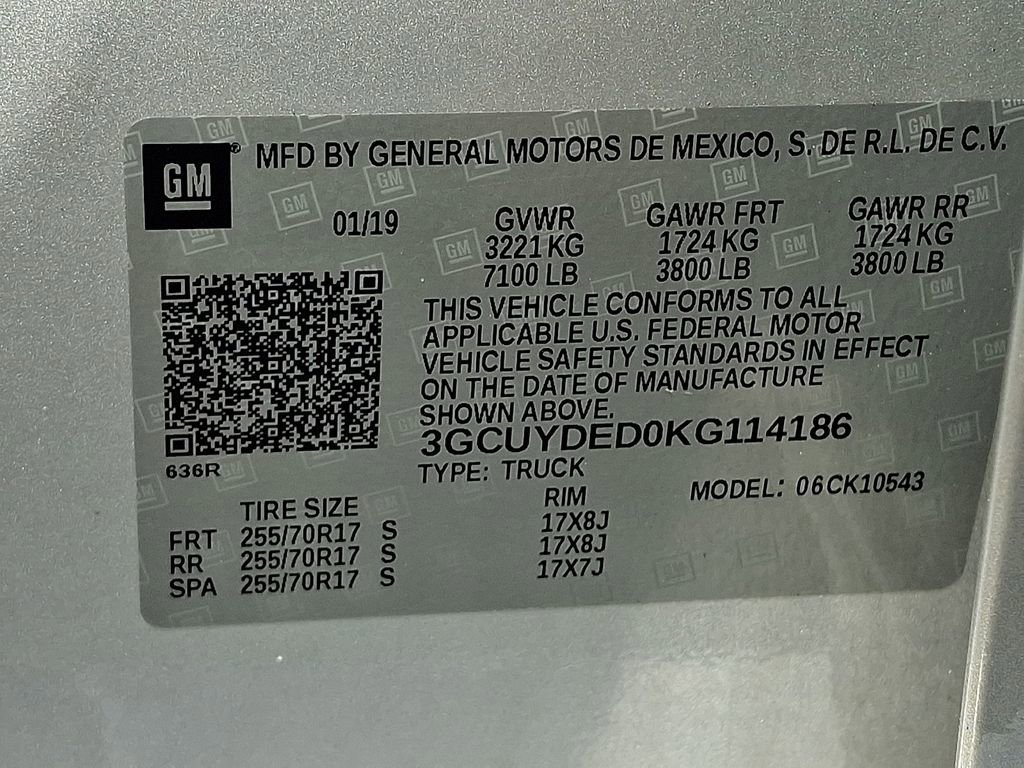 GM
MFD BY GENERAL MOTORS DE MEXICO, S. DE R.L. DE C.V.
01/19
GVWR GAWR FRT GAWR RR
3221 KG 1724 KG 1724 KG
7100 LB 3800 LB 3800 LB
THIS VEHICLE CONFORMS TO ALL
APPLICABLE U.S. FEDERAL MOTOR
VEHICLE SAFETY STANDARDS IN EFFECT
ON THE DATE OF MANUFACTURE
SHOWN ABOVE.
3GCUYDED0KG114186
636R
TYPE: TRUCK
MODEL: 06CK10543
TIRE SIZE RIM
FRT 255/70R17 S 17X8J
RR 255/70R17 S 17X8J
SPA 255/70R17 S 17X7J